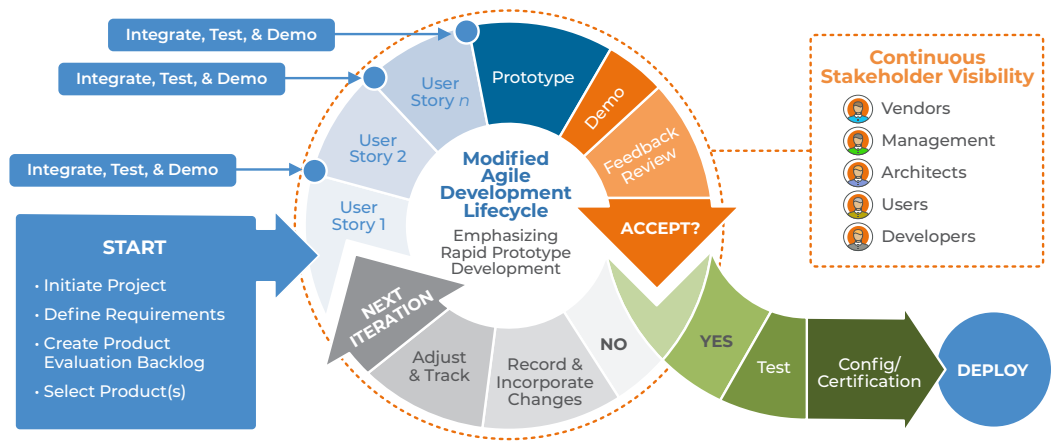 Integrate, Test, & Demo
Integrate, Test, & Demo
Integrate, Test, & Demo
START
• Initiate Project
• Define Requirements
• Create Product
Evaluation Backlog
• Select Product(s)
User
Story 1
User
Story 2
User
Story n
Prototype
Demo
Feedback
Review
ACCEPT?
Modified
Agile
Development
Lifecycle
Emphasizing
Rapid Prototype
Development
NO
Record &
Incorporate
Changes
Adjust
& Track
NEXT
ITERATION
YES
Test
Config/
Certification
DEPLOY
Continuous
Stakeholder Visibility
Vendors
Management
Architects
Users
Developers